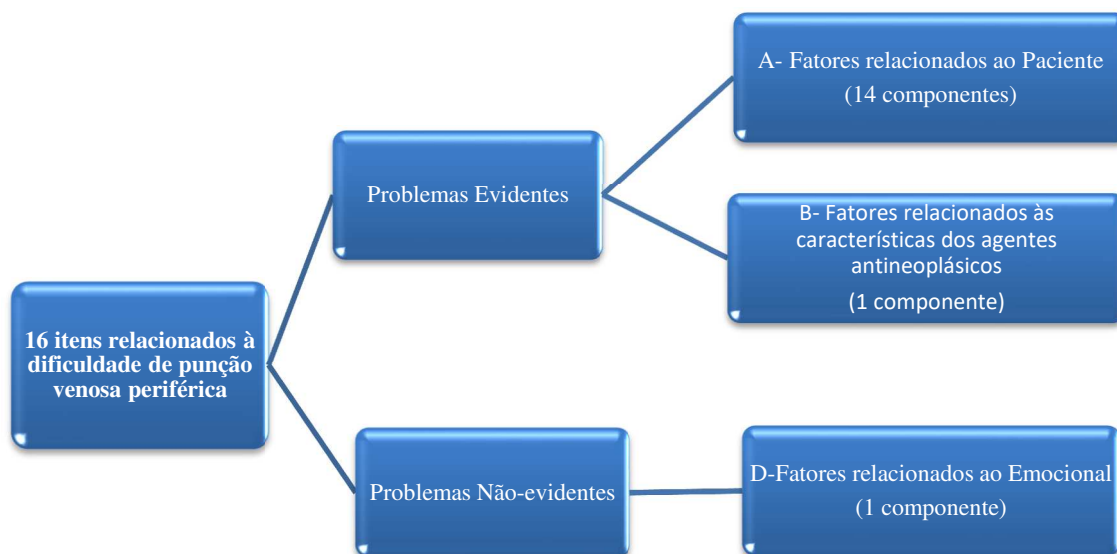 16 itens relacionados à
dificuldade de punção
venosa periférica
Problemas Evidentes
A- Fatores relacionados ao Paciente
(14 componentes)
B- Fatores relacionados às
características dos agentes
antineoplásicos
(1 componente)
Problemas Não-evidentes
D-Fatores relacionados ao Emocional
(1 componente)